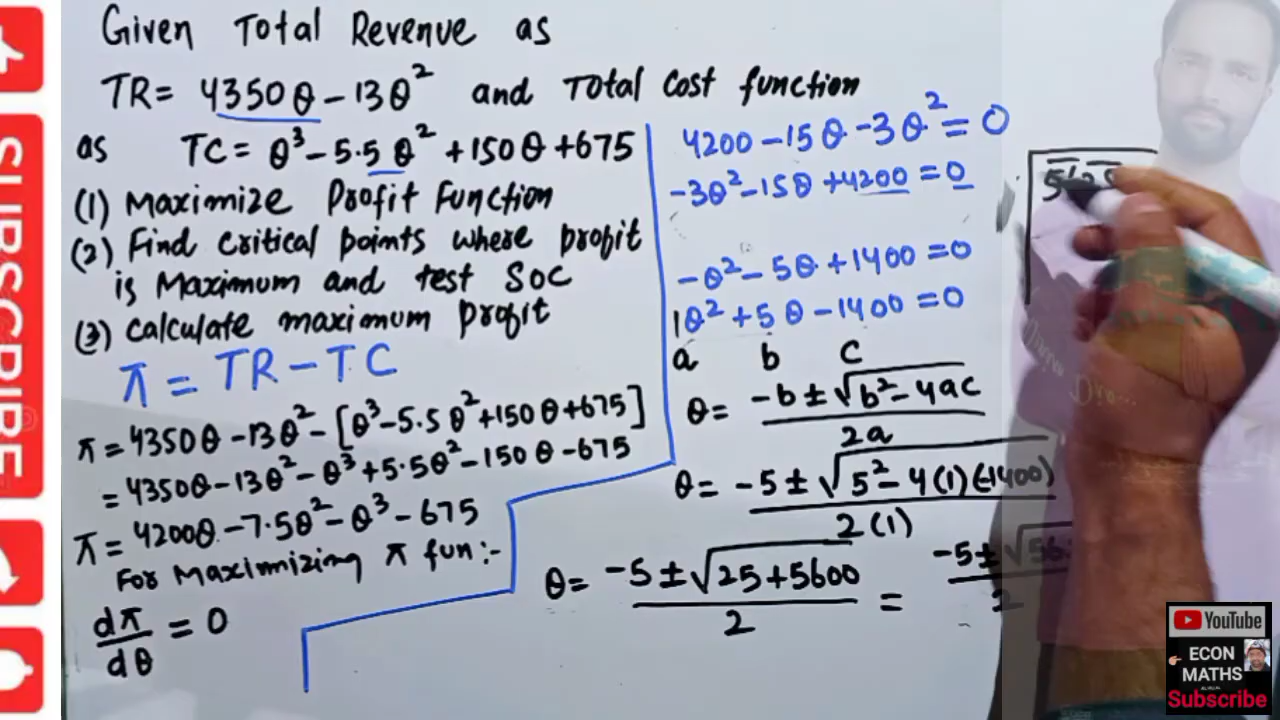 Given Total Revenue as
TR= 4350θ-13θ² and Total Cost function
as TC= θ³-5.5θ²+150θ+675
(1) Maximize Profit Function
(2) Find critical points where profit
is Maximum and test SOC
(3) Calculate maximum profit
π = TR-TC
π=4350θ-13θ²-[θ³-5.5θ²+150θ+675]
=4350θ-13θ²-θ³+5.5θ²-150θ-675
π=4200θ-7.5θ²-θ³-675
For Maximizing π fun:-
dπ/dθ = 0
4200-15θ-3θ²=0
-3θ²-15θ+4200=0
-θ²-5θ+1400=0
1θ²+5θ-1400=0
a b c
θ= -b±√b²-4ac / 2a
θ= -5±√5²-4(1)(-1400) / 2(1)
θ= -5±√25+5600 / 2 = -5±√56 / 2
SUBSCRIBE
YouTube
ECON
MATHS
Subscribe